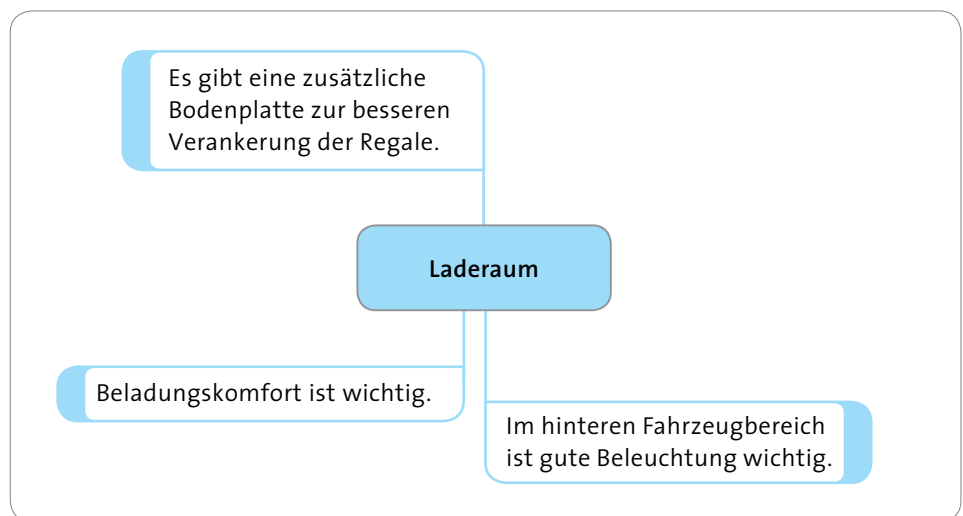 Es gibt eine zusätzliche
Bodenplatte zur besseren
Verankerung der Regale.
Laderaum
Beladungskomfort ist wichtig.
Im hinteren Fahrzeugbereich
ist gute Beleuchtung wichtig.